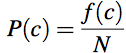 P(c) = f(c) / N